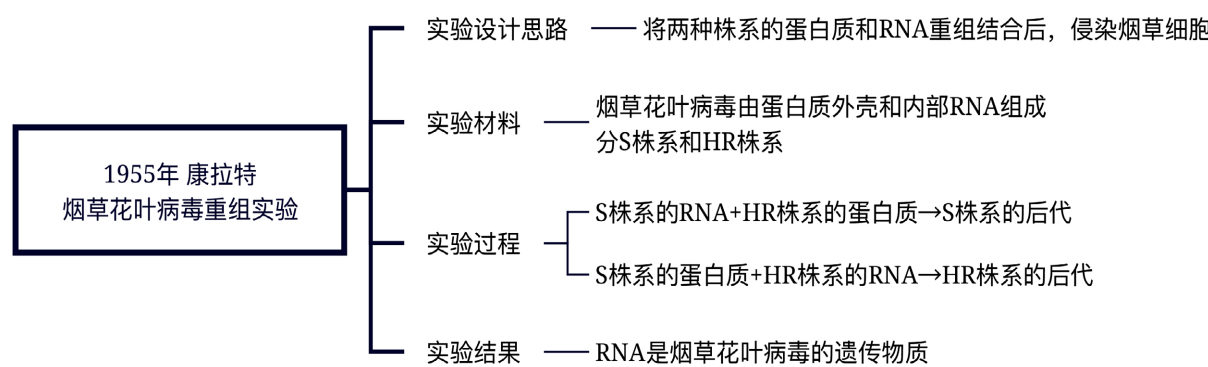 1955年 康拉特
烟草花叶病毒重组实验
实验设计思路
将两种株系的蛋白质和RNA重组结合后，侵染烟草细胞
实验材料
烟草花叶病毒由蛋白质外壳和内部RNA组成
分S株系和HR株系
实验过程
S株系的RNA+HR株系的蛋白质→S株系的后代
S株系的蛋白质+HR株系的RNA→HR株系的后代
实验结果
RNA是烟草花叶病毒的遗传物质